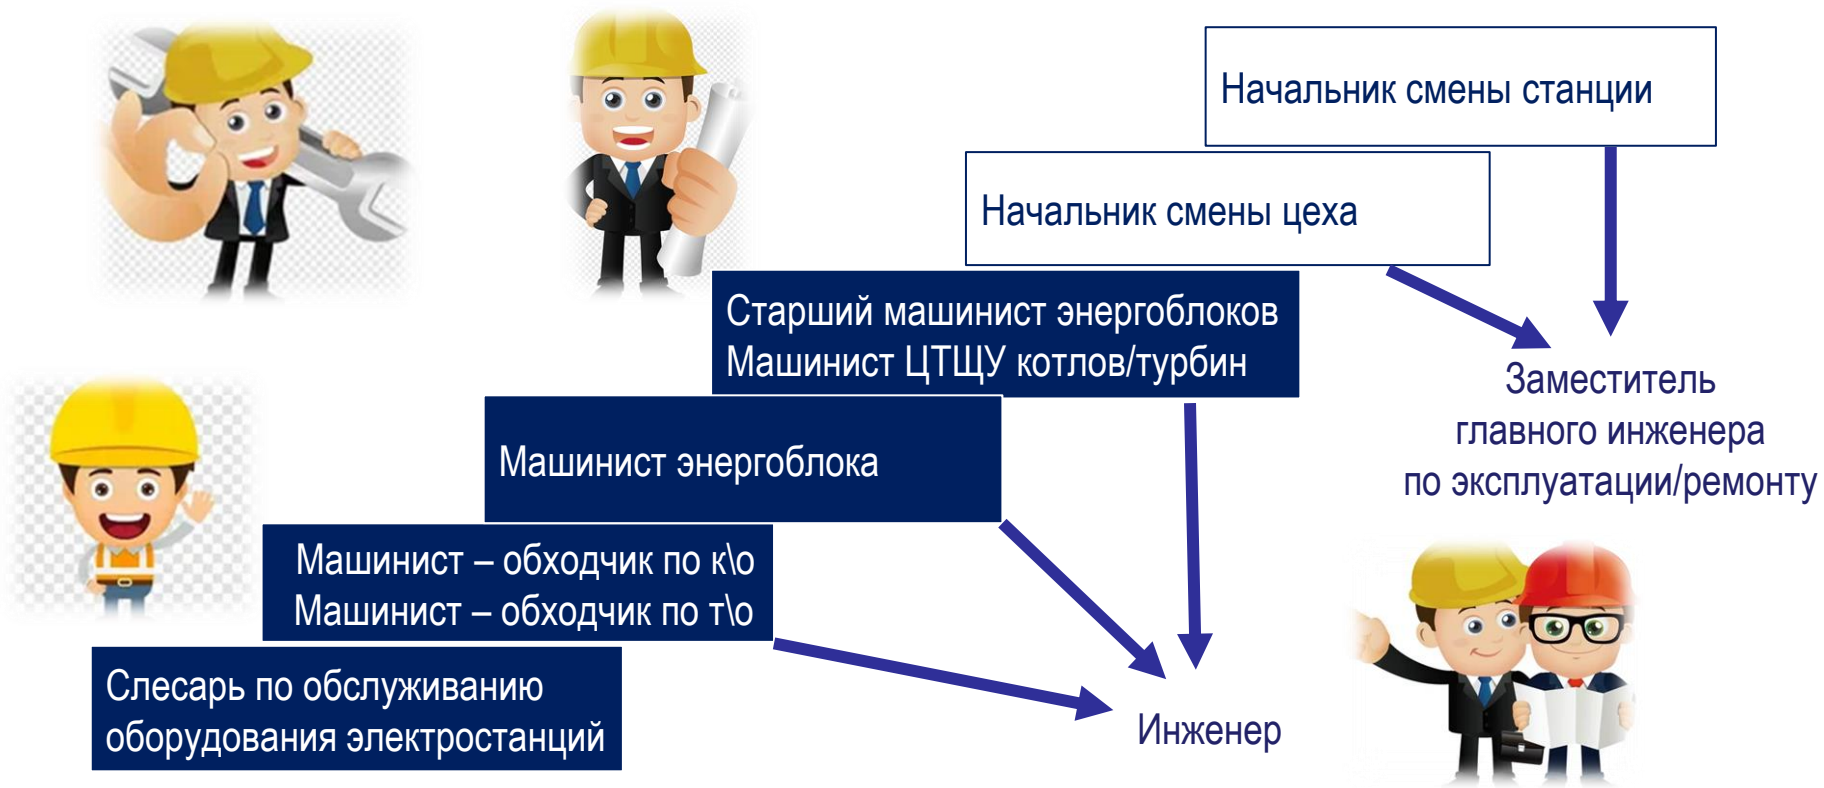 Начальник смены станции
Начальник смены цеха
Старший машинист энергоблоков
Машинист ЦТЩУ котлов/турбин
Заместитель
главного инженера
по эксплуатации/ремонту
Машинист энергоблока
Машинист – обходчик по к\о
Машинист – обходчик по т\о
Слесарь по обслуживанию
оборудования электростанций
Инженер